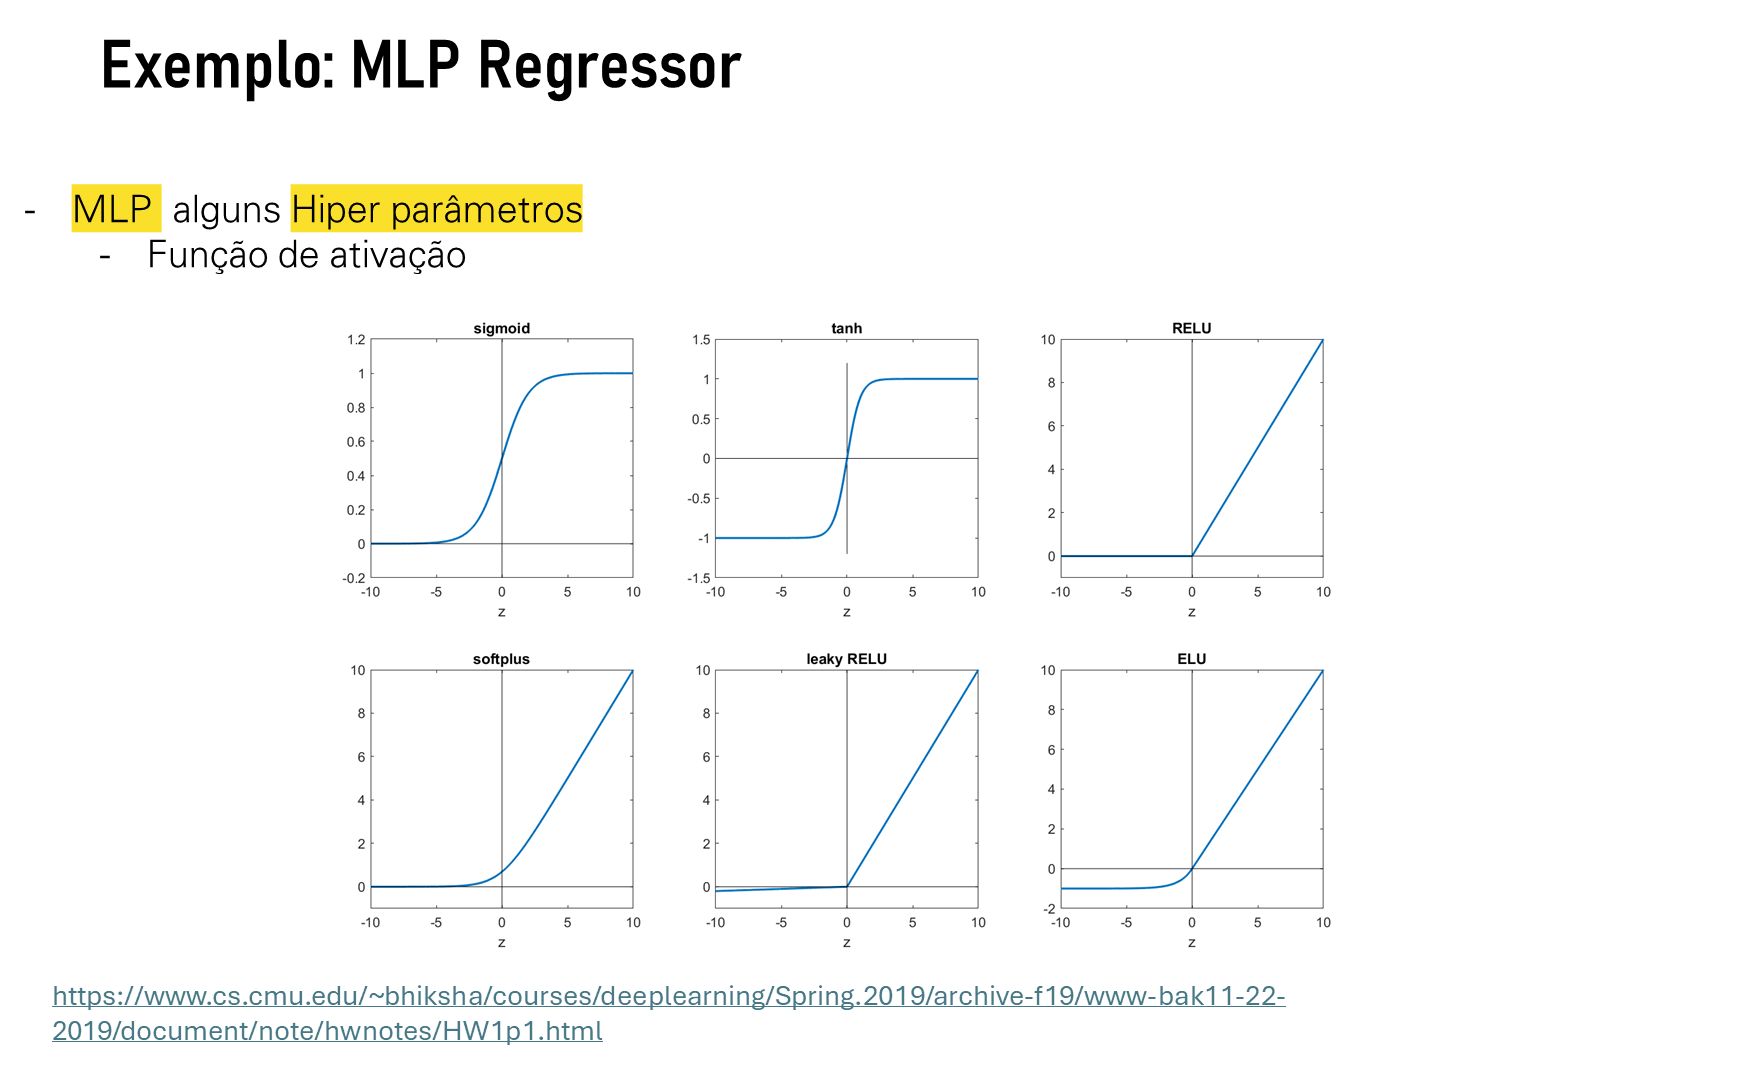 Exemplo: MLP Regressor
- MLP alguns Hiper parâmetros
- Função de ativação
sigmoid
1.2
1
0.8
0.6
0.4
0.2
0
-0.2
-10 -5 0 5 10
z
tanh
1.5
1
0.5
0
-0.5
-1
-1.5
-10 -5 0 5 10
z
RELU
10
8
6
4
2
0
-10 -5 0 5 10
z
softplus
10
8
6
4
2
0
-10 -5 0 5 10
z
leaky RELU
10
8
6
4
2
0
-10 -5 0 5 10
z
ELU
10
8
6
4
2
0
-2
-10 -5 0 5 10
z
https://www.cs.cmu.edu/~bhiksha/courses/deeplearning/Spring.2019/archive-f19/www-bak11-22-
2019/document/note/hwnotes/HW1p1.html